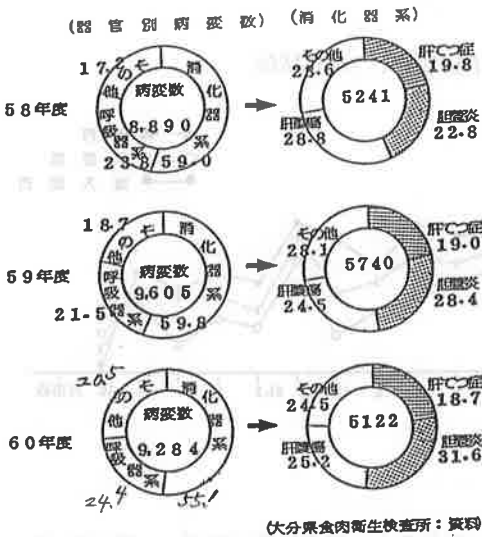 (器官別病変数) (消化器系)
58年度
病変数
8.890
消化器系
59.0
呼吸器系
23.8
その他
17.2
5241
肝てつ症
19.8
胆管炎
22.8
肝膿瘍
28.8
その他
28.6
59年度
病変数
9.605
消化器系
59.8
呼吸器系
21.5
その他
18.7
5740
肝てつ症
19.0
胆管炎
28.4
肝膿瘍
24.5
その他
28.1
60年度
病変数
9.284
消化器系
55.1
呼吸器系
24.4
その他
20.5
5122
肝てつ症
18.7
胆管炎
31.6
肝膿瘍
25.2
その他
24.5
(大分県食肉衛生検査所:資料)